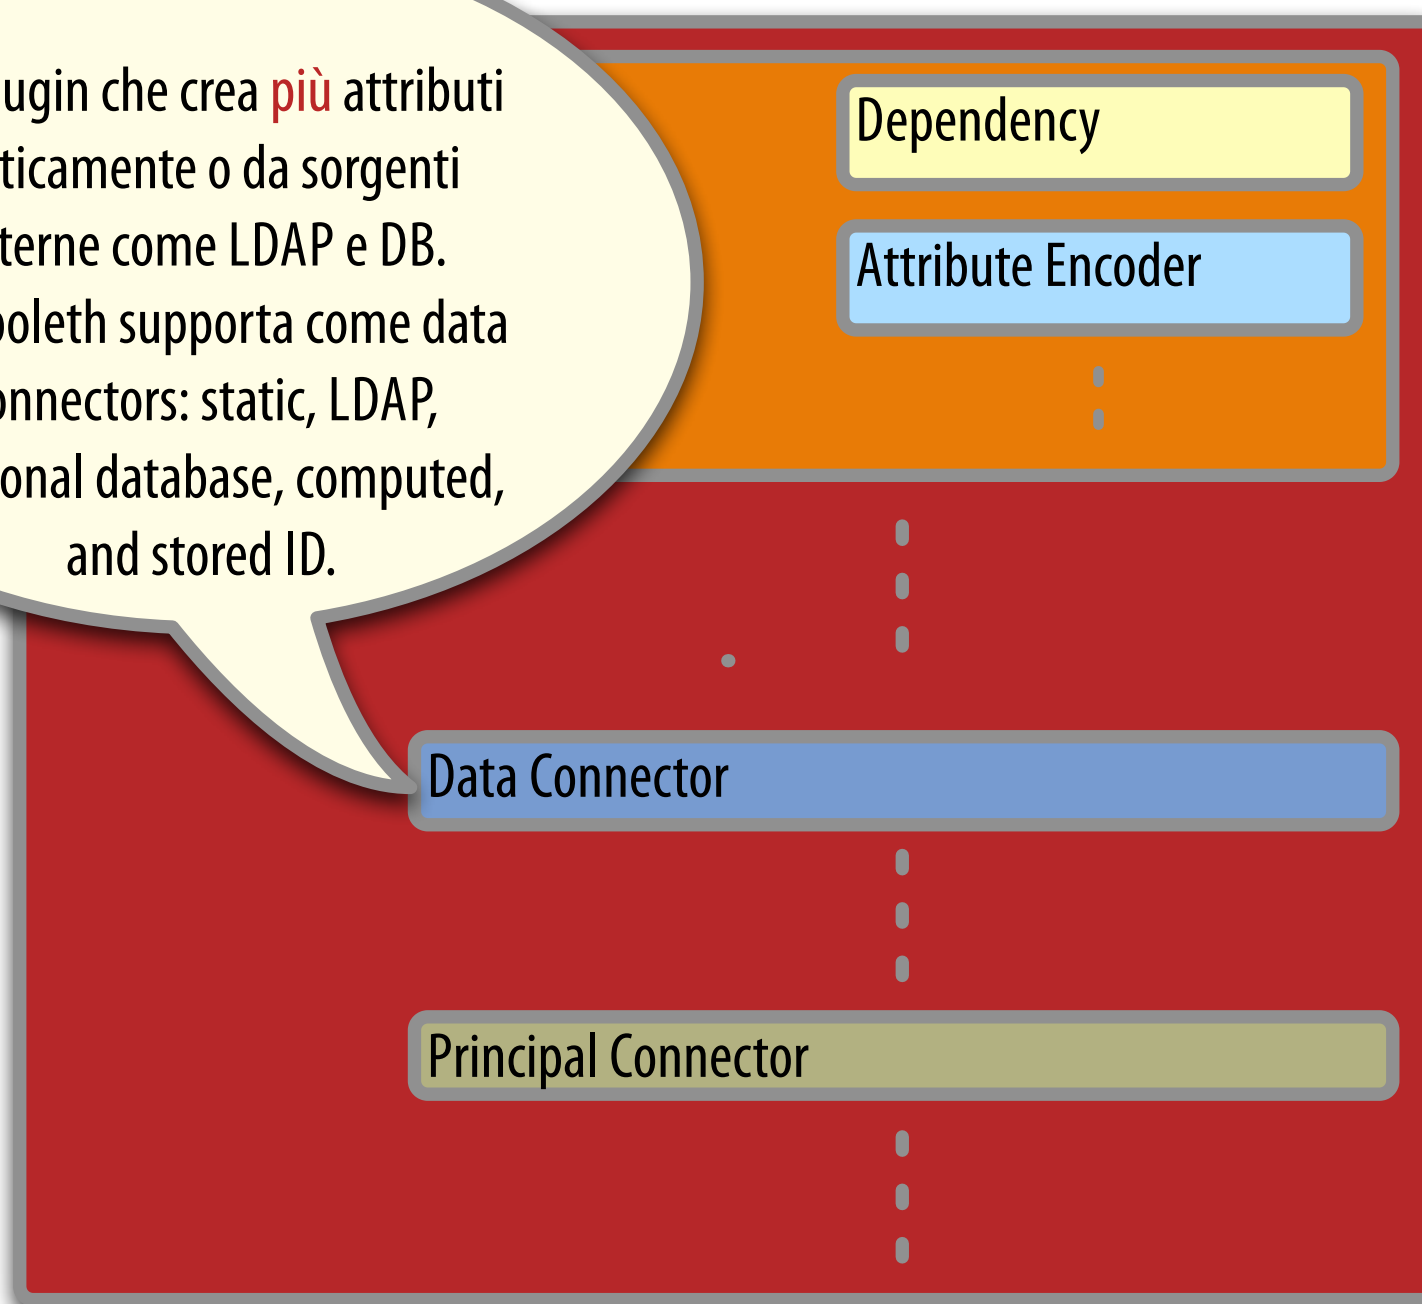 ugin che crea più attributi
ticamente o da sorgenti
terne come LDAP e DB.
boleth supporta come data
onnectors: static, LDAP,
onal database, computed,
and stored ID.
Dependency
Attribute Encoder
Data Connector
Principal Connector